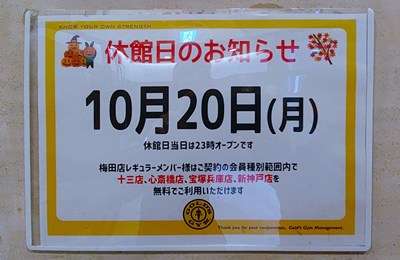 KNOW YOUR OWN STRENGTH
休館日のお知らせ
10月20日(月)
休館日当日は23時オープンです
梅田店レギュラーメンバー様はご契約の会員種別範囲内で
十三店、心斎橋店、宝塚兵庫店、新神戸店を
無料でご利用いただけます
GOLD'S GYM
Thank you for your cooperation, Gold's Gym Management.